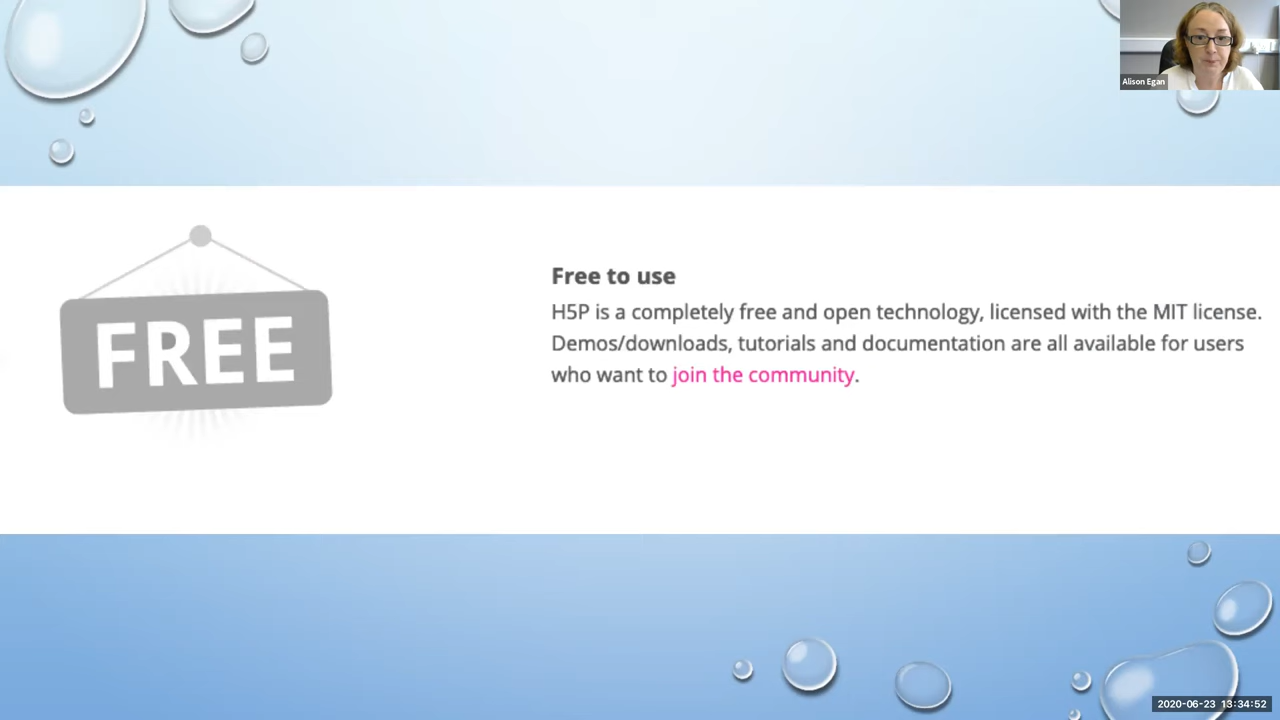 Alison Egan
FREE
Free to use
H5P is a completely free and open technology, licensed with the MIT license.
Demos/downloads, tutorials and documentation are all available for users
who want to join the community.
2020-06-23 13:34:52